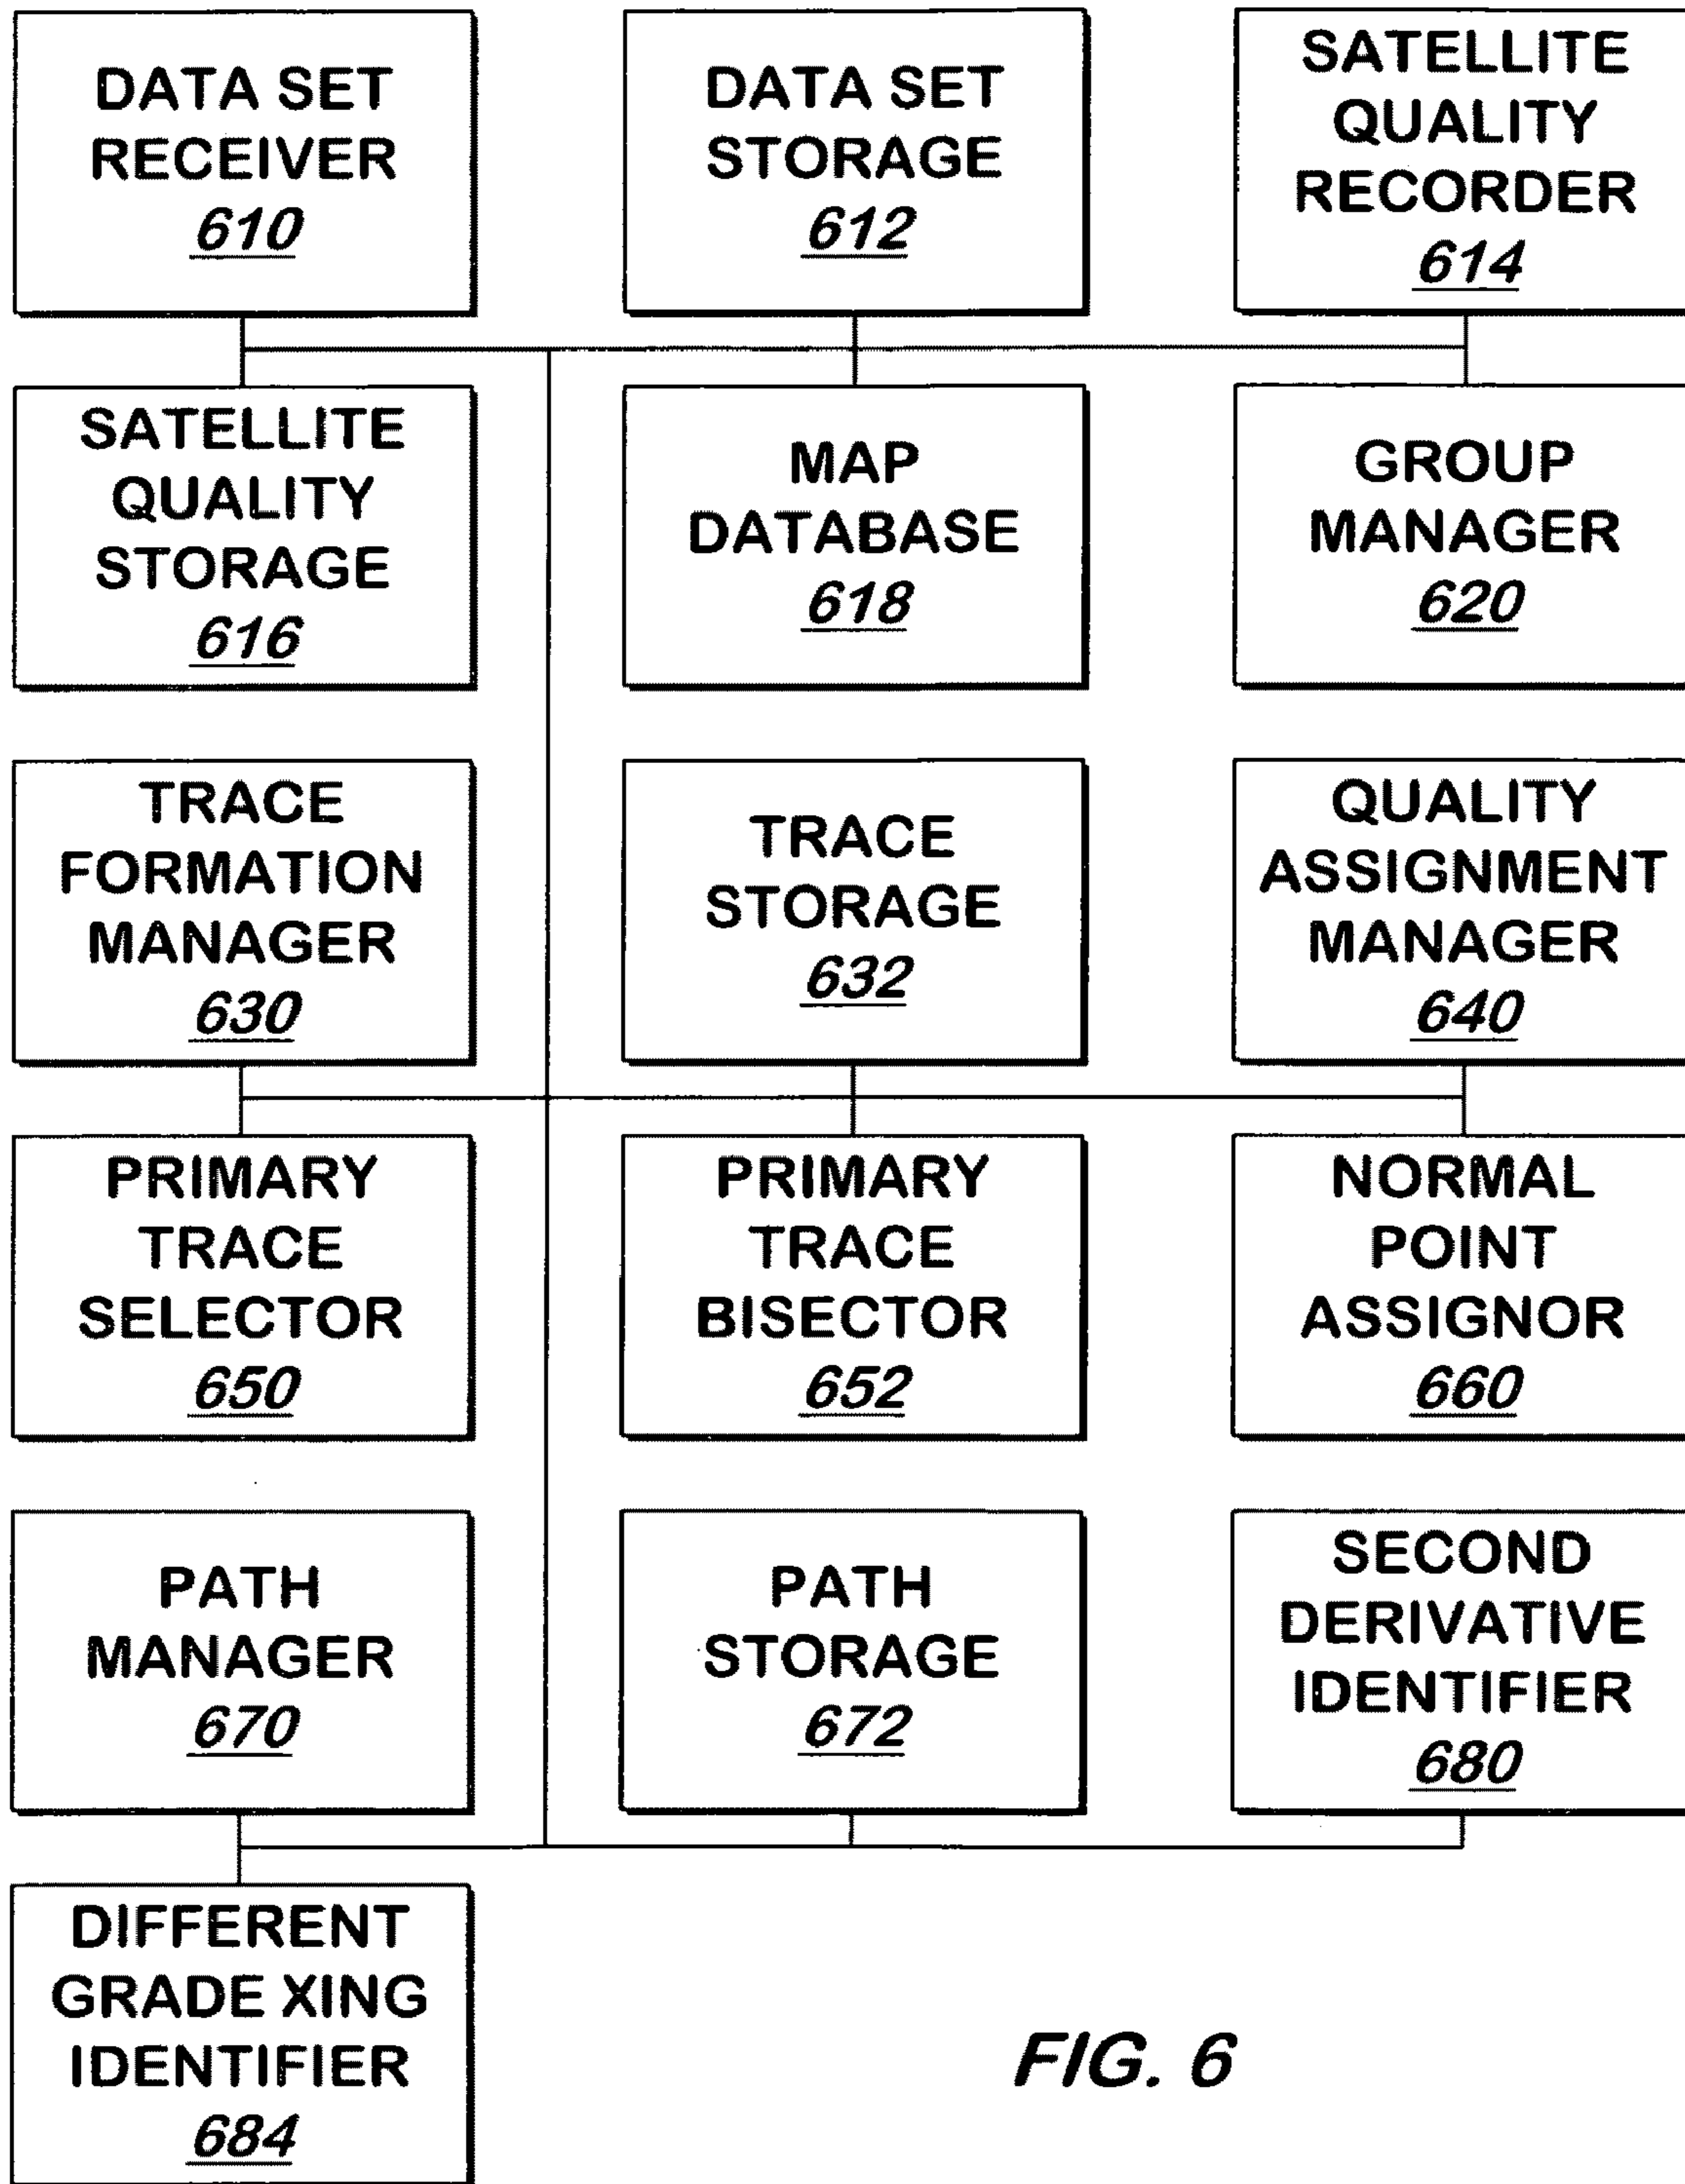 DATA SET
RECEIVER
610
DATA SET
STORAGE
612
SATELLITE
QUALITY
RECORDER
614
SATELLITE
QUALITY
STORAGE
616
MAP
DATABASE
618
GROUP
MANAGER
620
TRACE
FORMATION
MANAGER
630
TRACE
STORAGE
632
QUALITY
ASSIGNMENT
MANAGER
640
PRIMARY
TRACE
SELECTOR
650
PRIMARY
TRACE
BISECTOR
652
NORMAL
POINT
ASSIGNOR
660
PATH
MANAGER
670
PATH
STORAGE
672
SECOND
DERIVATIVE
IDENTIFIER
680
DIFFERENT
GRADE XING
IDENTIFIER
684
FIG. 6